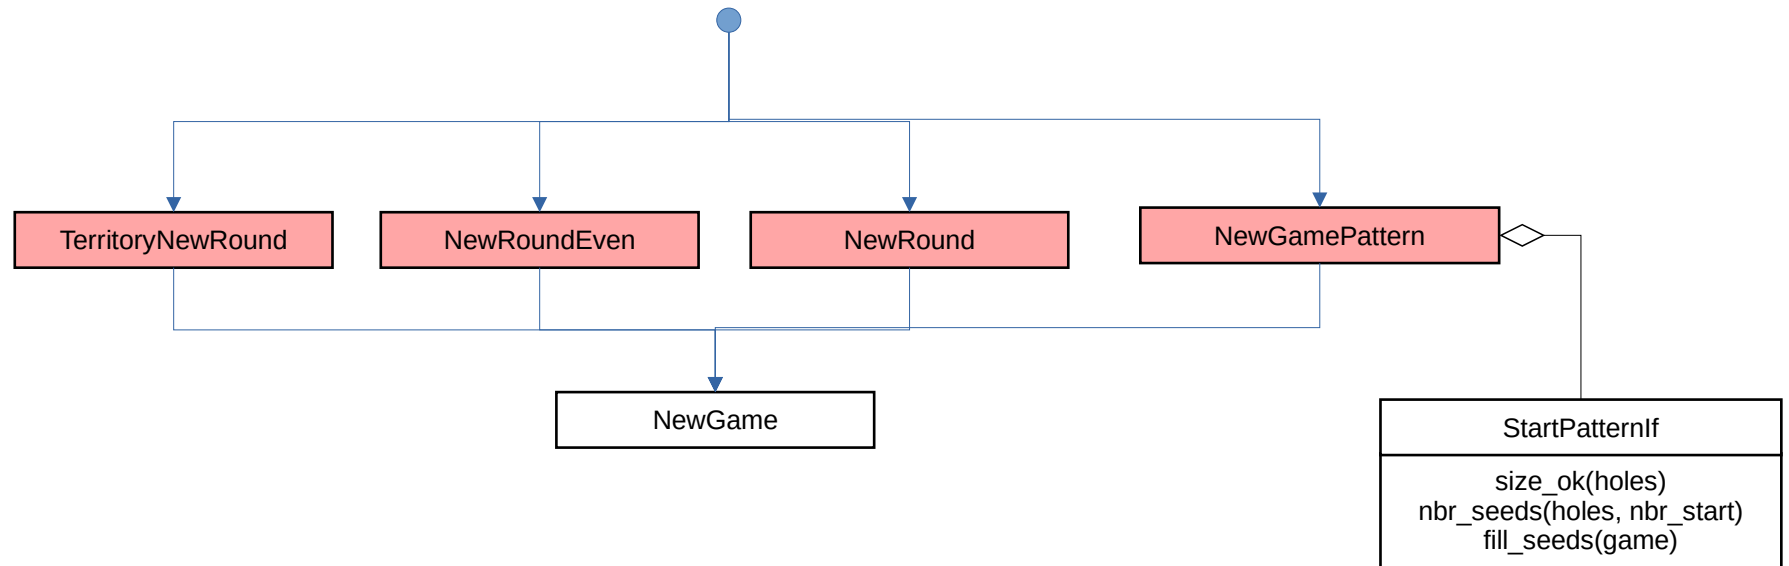 TerritoryNewRound
NewRoundEven
NewRound
NewGamePattern
NewGame
StartPatternIf
size_ok(holes)
nbr_seeds(holes, nbr_start)
fill_seeds(game)